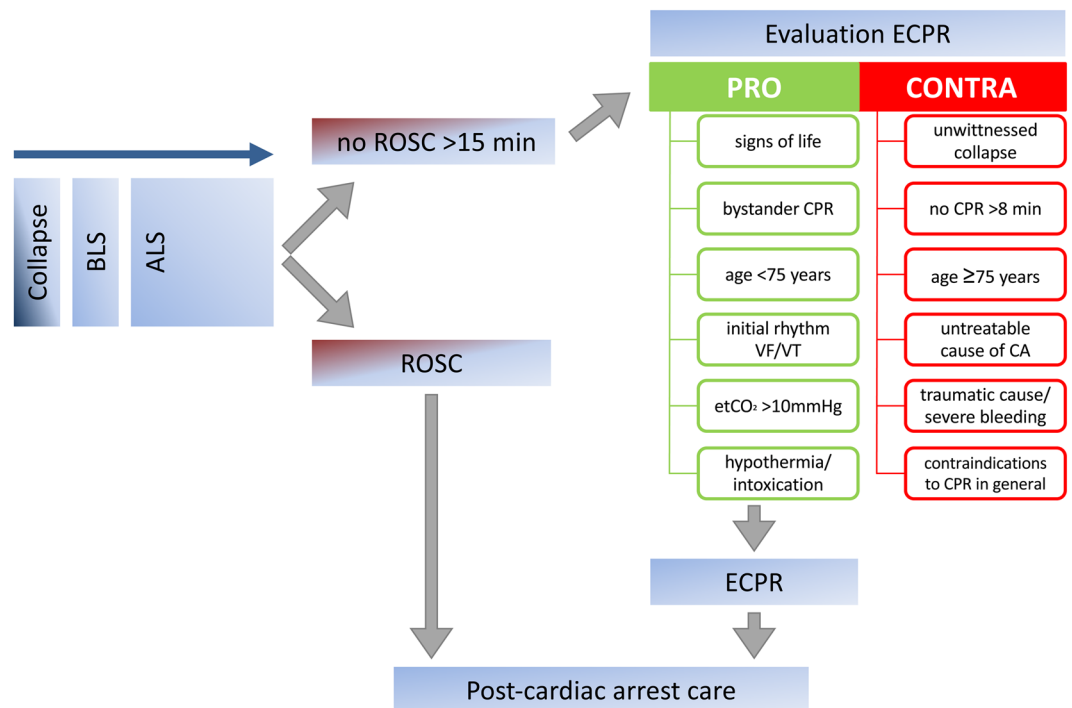 Collapse
BLS
ALS
no ROSC >15 min
ROSC
Evaluation ECPR
PRO
signs of life
bystander CPR
age <75 years
initial rhythm
VF/VT
etCO₂ >10mmHg
hypothermia/
intoxication
CONTRA
unwittnessed
collapse
no CPR >8 min
age ≥75 years
untreatable
cause of CA
traumatic cause/
severe bleeding
contraindications
to CPR in general
ECPR
Post-cardiac arrest care